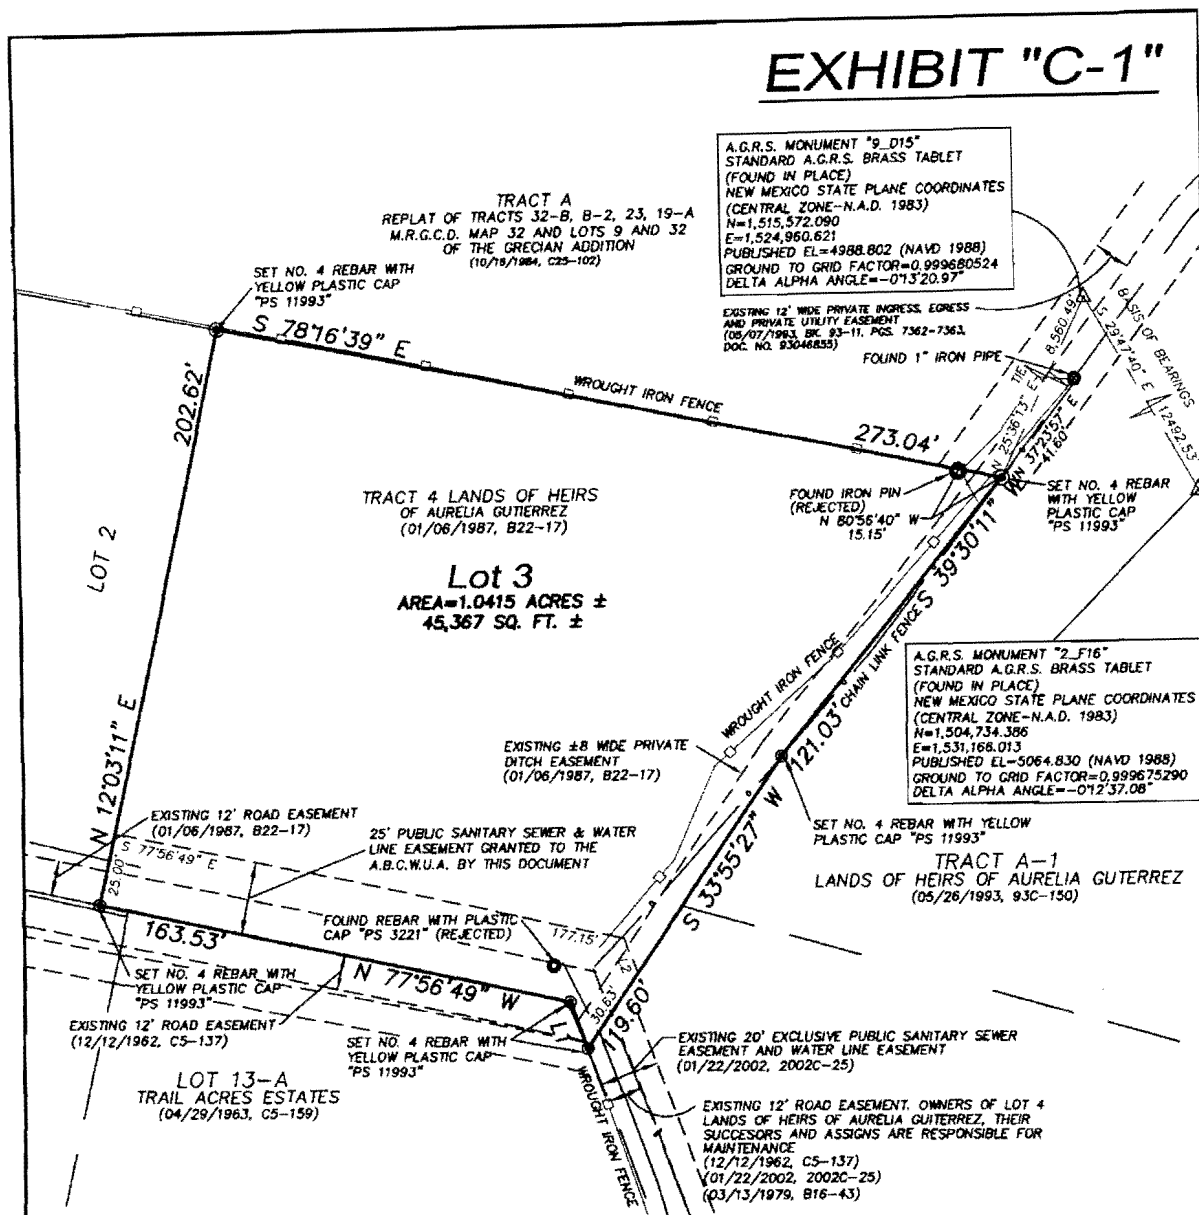 EXHIBIT "C-1"
A.G.R.S. MONUMENT "9_D15"
STANDARD A.G.R.S. BRASS TABLET
(FOUND IN PLACE)
NEW MEXICO STATE PLANE COORDINATES
(CENTRAL ZONE-N.A.D. 1983)
N=1,515,572.090
E=1,524,960.621
PUBLISHED EL=4988.802 (NAVD 1988)
GROUND TO GRID FACTOR=0.999680524
DELTA ALPHA ANGLE=-0°13'20.97"
TRACT A
REPLAT OF TRACTS 32-B, B-2, 23, 19-A
M.R.G.C.D. MAP 32 AND LOTS 9 AND 32
OF THE GRECIAN ADDITION
(10/18/1984, C25-102)
SET NO. 4 REBAR WITH
YELLOW PLASTIC CAP
"PS 11993"
EXISTING 12' WIDE PRIVATE INGRESS, EGRESS
AND PRIVATE UTILITY EASEMENT
(05/07/1993, BK. 93-11, PGS. 7362-7363,
DOC. NO. 93046855)
FOUND 1" IRON PIPE
BASIS OF BEARINGS
S 29°47'40" E
12492.53'
TIE
8,560.49'
N 25°36'13" E
N 37°23'57" E
41.60'
S 78°16'39" E
WROUGHT IRON FENCE
273.04'
202.62'
N 12°03'11" E
LOT 2
TRACT 4 LANDS OF HEIRS
OF AURELIA GUTIERREZ
(01/06/1987, B22-17)
Lot 3
AREA=1.0415 ACRES ±
45,367 SQ. FT. ±
FOUND IRON PIN
(REJECTED)
N 80°56'40" W
15.15'
SET NO. 4 REBAR
WITH YELLOW
PLASTIC CAP
"PS 11993"
S 39°30'11" W
121.03'
CHAIN LINK FENCE
WROUGHT IRON FENCE
A.G.R.S. MONUMENT "2_F16"
STANDARD A.G.R.S. BRASS TABLET
(FOUND IN PLACE)
NEW MEXICO STATE PLANE COORDINATES
(CENTRAL ZONE-N.A.D. 1983)
N=1,504,734.386
E=1,531,166.013
PUBLISHED EL=5064.830 (NAVD 1988)
GROUND TO GRID FACTOR=0.999675290
DELTA ALPHA ANGLE=-0°12'37.08"
EXISTING ±8 WIDE PRIVATE
DITCH EASEMENT
(01/06/1987, B22-17)
SET NO. 4 REBAR WITH YELLOW
PLASTIC CAP "PS 11993"
TRACT A-1
LANDS OF HEIRS OF AURELIA GUTERREZ
(05/26/1993, 93C-150)
S 33°55'27" W
119.60'
EXISTING 12' ROAD EASEMENT
(01/06/1987, B22-17)
S 77°56'49" E
25.00'
25' PUBLIC SANITARY SEWER & WATER
LINE EASEMENT GRANTED TO THE
A.B.C.W.U.A. BY THIS DOCUMENT
FOUND REBAR WITH PLASTIC
CAP "PS 3221" (REJECTED)
177.15'
L2
30.63'
L1
163.53'
N 77°56'49" W
SET NO. 4 REBAR WITH
YELLOW PLASTIC CAP
"PS 11993"
EXISTING 12' ROAD EASEMENT
(12/12/1962, C5-137)
SET NO. 4 REBAR WITH
YELLOW PLASTIC CAP
"PS 11993"
LOT 13-A
TRAIL ACRES ESTATES
(04/29/1963, C5-159)
WROUGHT IRON FENCE
EXISTING 20' EXCLUSIVE PUBLIC SANITARY SEWER
EASEMENT AND WATER LINE EASEMENT
(01/22/2002, 2002C-25)
EXISTING 12' ROAD EASEMENT. OWNERS OF LOT 4
LANDS OF HEIRS OF AURELIA GUITERREZ, THEIR
SUCCESORS AND ASSIGNS ARE RESPONSIBLE FOR
MAINTENANCE
(12/12/1962, C5-137)
(01/22/2002, 2002C-25)
(03/13/1979, B16-43)